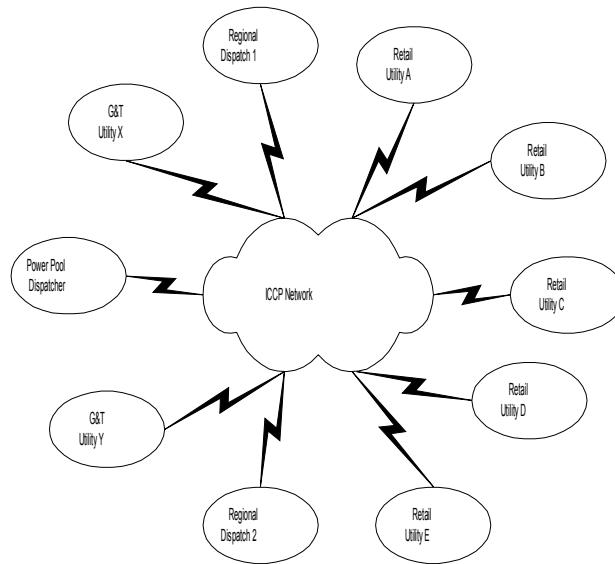 Regional
Dispatch 1
Retail
Utility A
G&T
Utility X
Retail
Utility B
Power Pool
Dispatcher
ICCP Network
Retail
Utility C
Retail
Utility D
G&T
Utility Y
Regional
Dispatch 2
Retail
Utility E